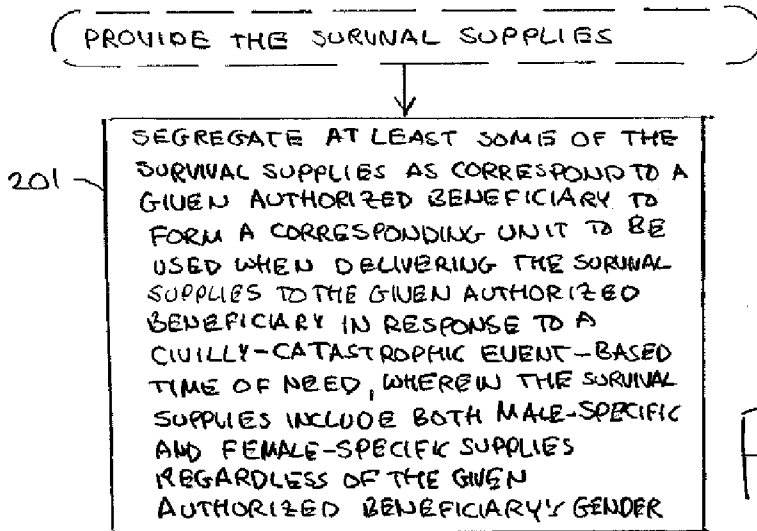 PROVIDE THE SURVIVAL SUPPLIES
SEGREGATE AT LEAST SOME OF THE
SURVIVAL SUPPLIES AS CORRESPOND TO A
201
GIVEN AUTHORIZED BENEFICIARY TO
FORM A CORRESPONDING UNIT TO BE
USED WHEN DELIVERING THE SURVIVAL
SUPPLIES TO THE GIVEN AUTHORIZED
BENEFICIARY IN RESPONSE TO A
CIVILLY-CATASTROPHIC EVENT-BASED
TIME OF NEED, WHEREIN THE SURVIVAL
SUPPLIES INCLUDE BOTH MALE-SPECIFIC
AND FEMALE-SPECIFIC SUPPLIES
REGARDLESS OF THE GIVEN
AUTHORIZED BENEFICIARY'S GENDER